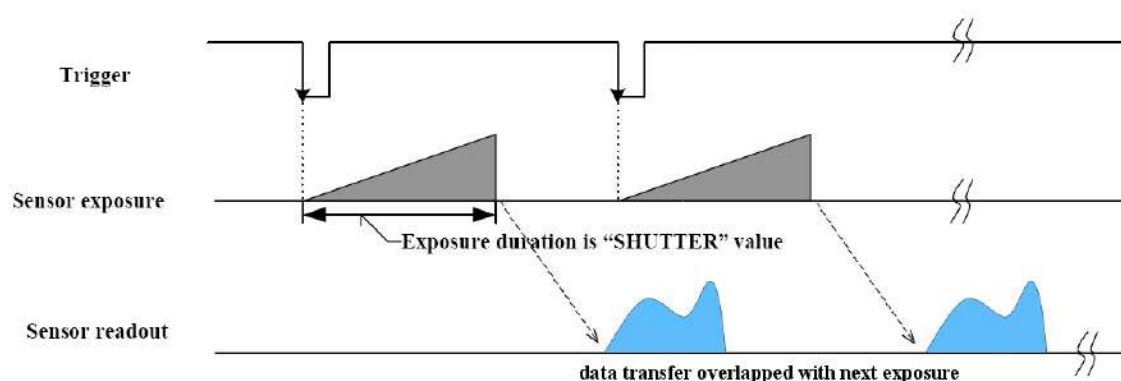 Trigger
Sensor exposure
Exposure duration is “SHUTTER” value
Sensor readout
data transfer overlapped with next exposure